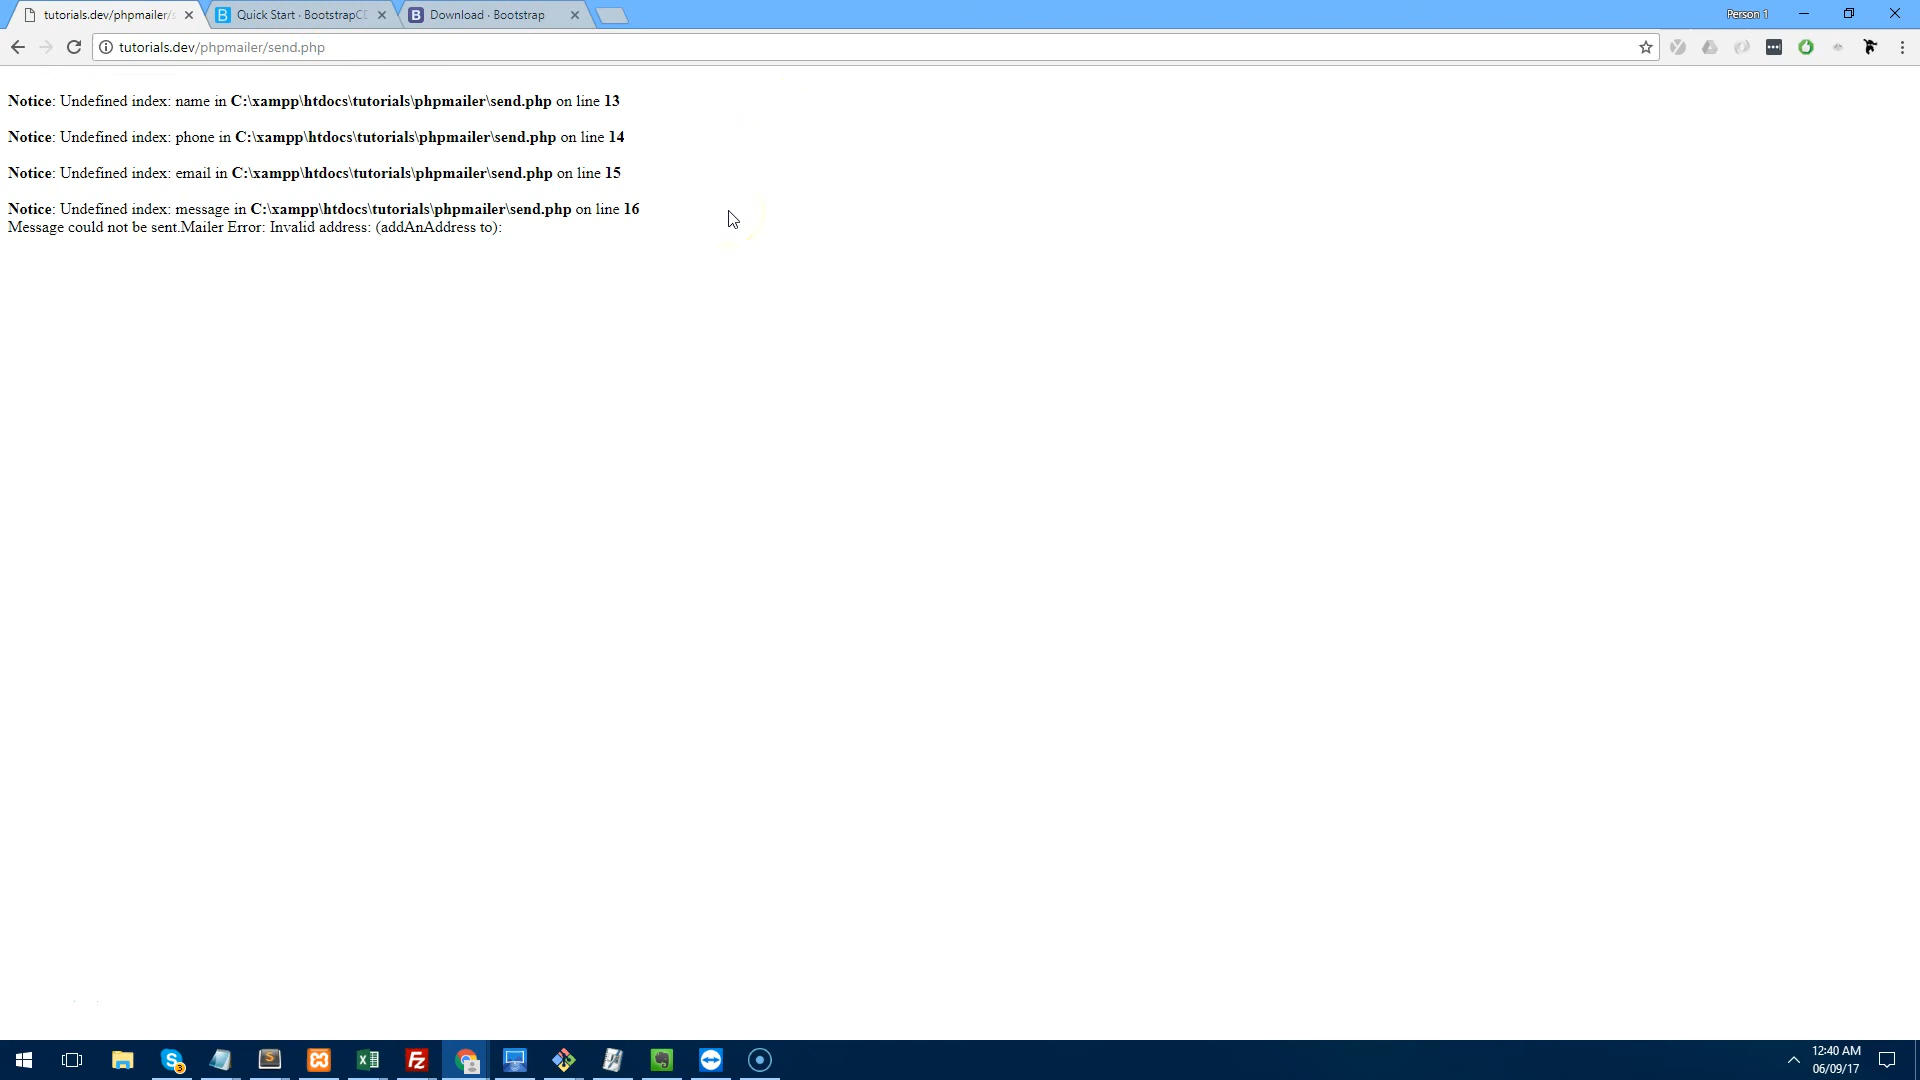 tutorials.dev/phpmailer/s
Quick Start · BootstrapCD
Download · Bootstrap
Person 1
tutorials.dev/phpmailer/send.php
Notice: Undefined index: name in C:\xampp\htdocs\tutorials\phpmailer\send.php on line 13
Notice: Undefined index: phone in C:\xampp\htdocs\tutorials\phpmailer\send.php on line 14
Notice: Undefined index: email in C:\xampp\htdocs\tutorials\phpmailer\send.php on line 15
Notice: Undefined index: message in C:\xampp\htdocs\tutorials\phpmailer\send.php on line 16
Message could not be sent.Mailer Error: Invalid address: (addAnAddress to):
3
12:40 AM
06/09/17